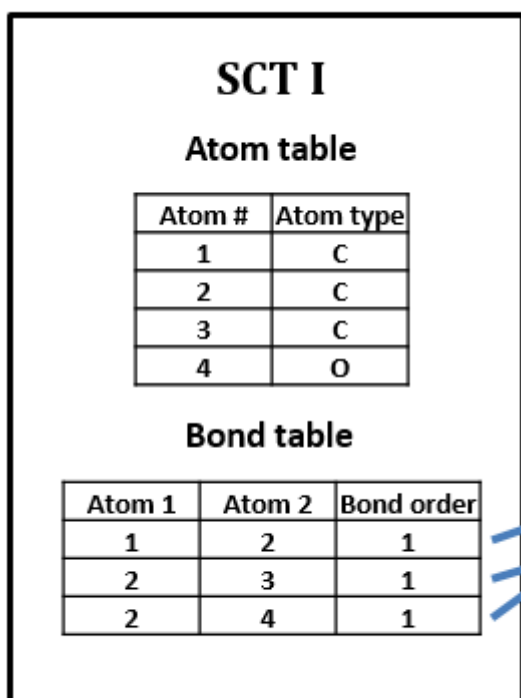 SCT I
Atom table
Atom # Atom type
1 C
2 C
3 C
4 O
Bond table
Atom 1 Atom 2 Bond order
1 2 1
2 3 1
2 4 1